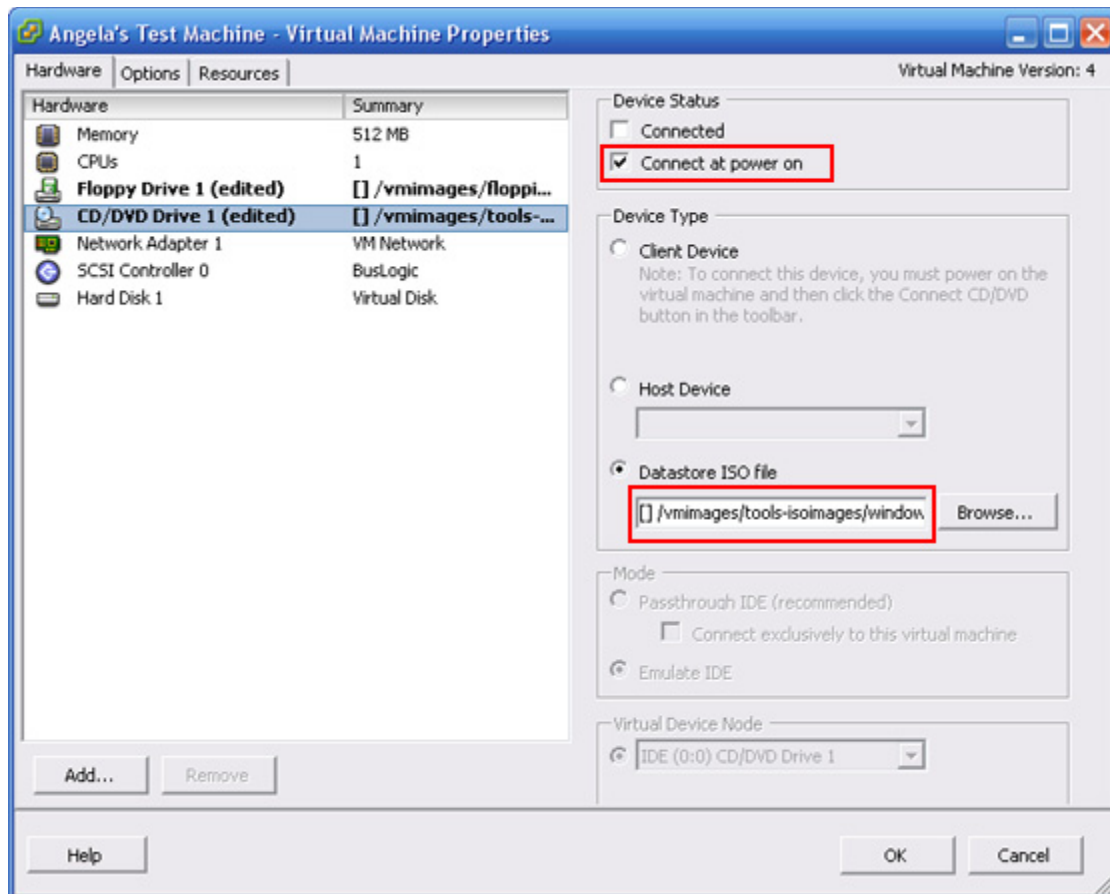 Angela's Test Machine - Virtual Machine Properties
Hardware Options Resources
Virtual Machine Version: 4
Hardware Summary
Memory 512 MB
CPUs 1
Floppy Drive 1 (edited) [] /vmimages/floppi...
CD/DVD Drive 1 (edited) [] /vmimages/tools-...
Network Adapter 1 VM Network
SCSI Controller 0 BusLogic
Hard Disk 1 Virtual Disk
Add... Remove
Device Status
Connected
Connect at power on
Device Type
Client Device
Note: To connect this device, you must power on the
virtual machine and then click the Connect CD/DVD
button in the toolbar.
Host Device
Datastore ISO file
[] /vmimages/tools-isoimages/window Browse...
Mode
Passthrough IDE (recommended)
Connect exclusively to this virtual machine
Emulate IDE
Virtual Device Node
IDE (0:0) CD/DVD Drive 1
Help OK Cancel